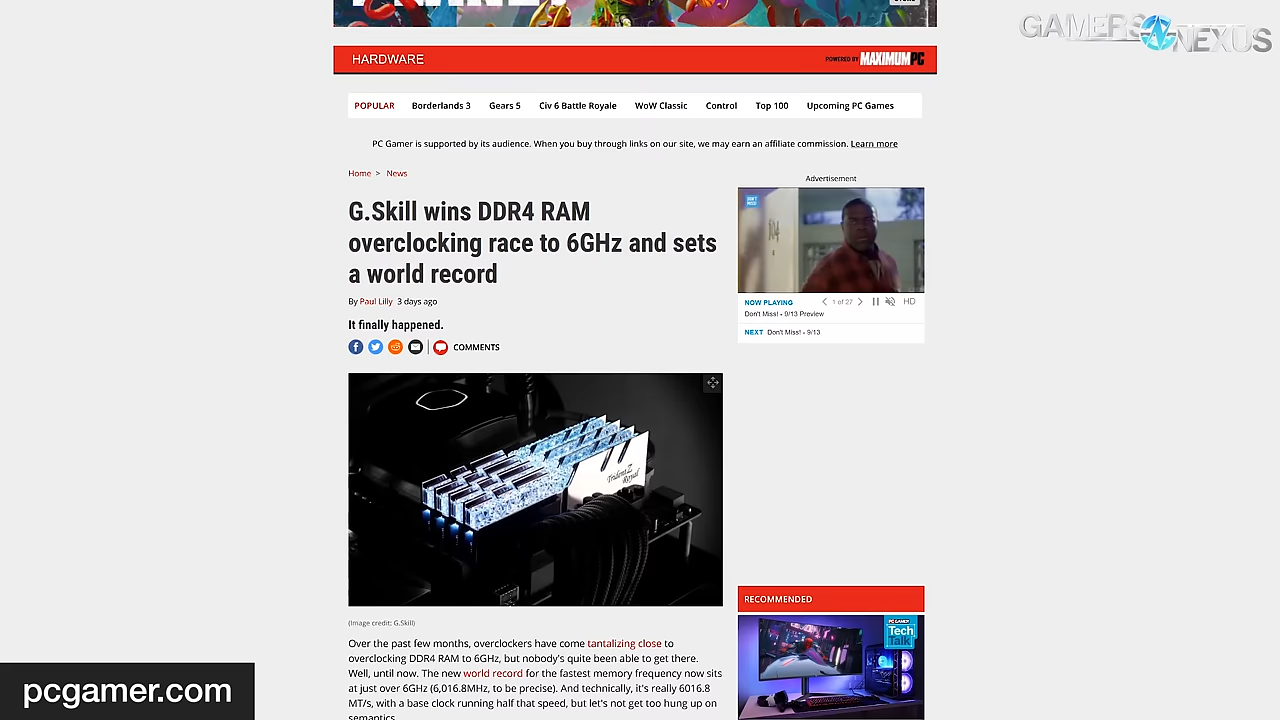 GAMERS NEXUS
HARDWARE
POWERED BY MAXIMUMPC
POPULAR Borderlands 3 Gears 5 Civ 6 Battle Royale WoW Classic Control Top 100 Upcoming PC Games
PC Gamer is supported by its audience. When you buy through links on our site, we may earn an affiliate commission. Learn more
Home > News
Advertisement
G.Skill wins DDR4 RAM
overclocking race to 6GHz and sets
a world record
By Paul Lilly 3 days ago
It finally happened.
COMMENTS
DON'T MISS!
NOW PLAYING 1 of 27 HD
Don't Miss! - 9/13 Preview
NEXT Don't Miss! - 9/13
Trident Z
Royal
(Image credit: G.Skill)
Over the past few months, overclockers have come tantalizing close to
overclocking DDR4 RAM to 6GHz, but nobody's quite been able to get there.
Well, until now. The new world record for the fastest memory frequency now sits
at just over 6GHz (6,016.8MHz, to be precise). And technically, it's really 6016.8
MT/s, with a base clock running half that speed, but let's not get too hung up on
semantics.
RECOMMENDED
PC GAMER
Tech
Talk
pcgamer.com